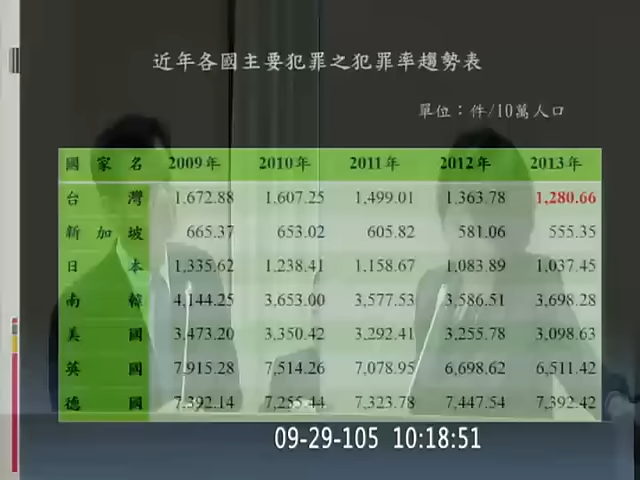 近年各國主要犯罪之犯罪率趨勢表
單位：件/10萬人口
國家名 2009年 2010年 2011年 2012年 2013年
台灣 1,672.88 1,607.25 1,499.01 1,363.78 1,280.66
新加坡 665.37 653.02 605.82 581.06 555.35
日本 1,335.62 1,238.41 1,158.67 1,083.89 1,037.45
南韓 4,144.25 3,653.00 3,577.53 3,586.51 3,698.28
美國 3,473.20 3,350.42 3,292.41 3,255.78 3,098.63
英國 7,915.28 7,514.26 7,078.95 6,698.62 6,511.42
德國 7,392.14 7,255.44 7,323.78 7,447.54 7,392.42
09-29-105 10:18:51